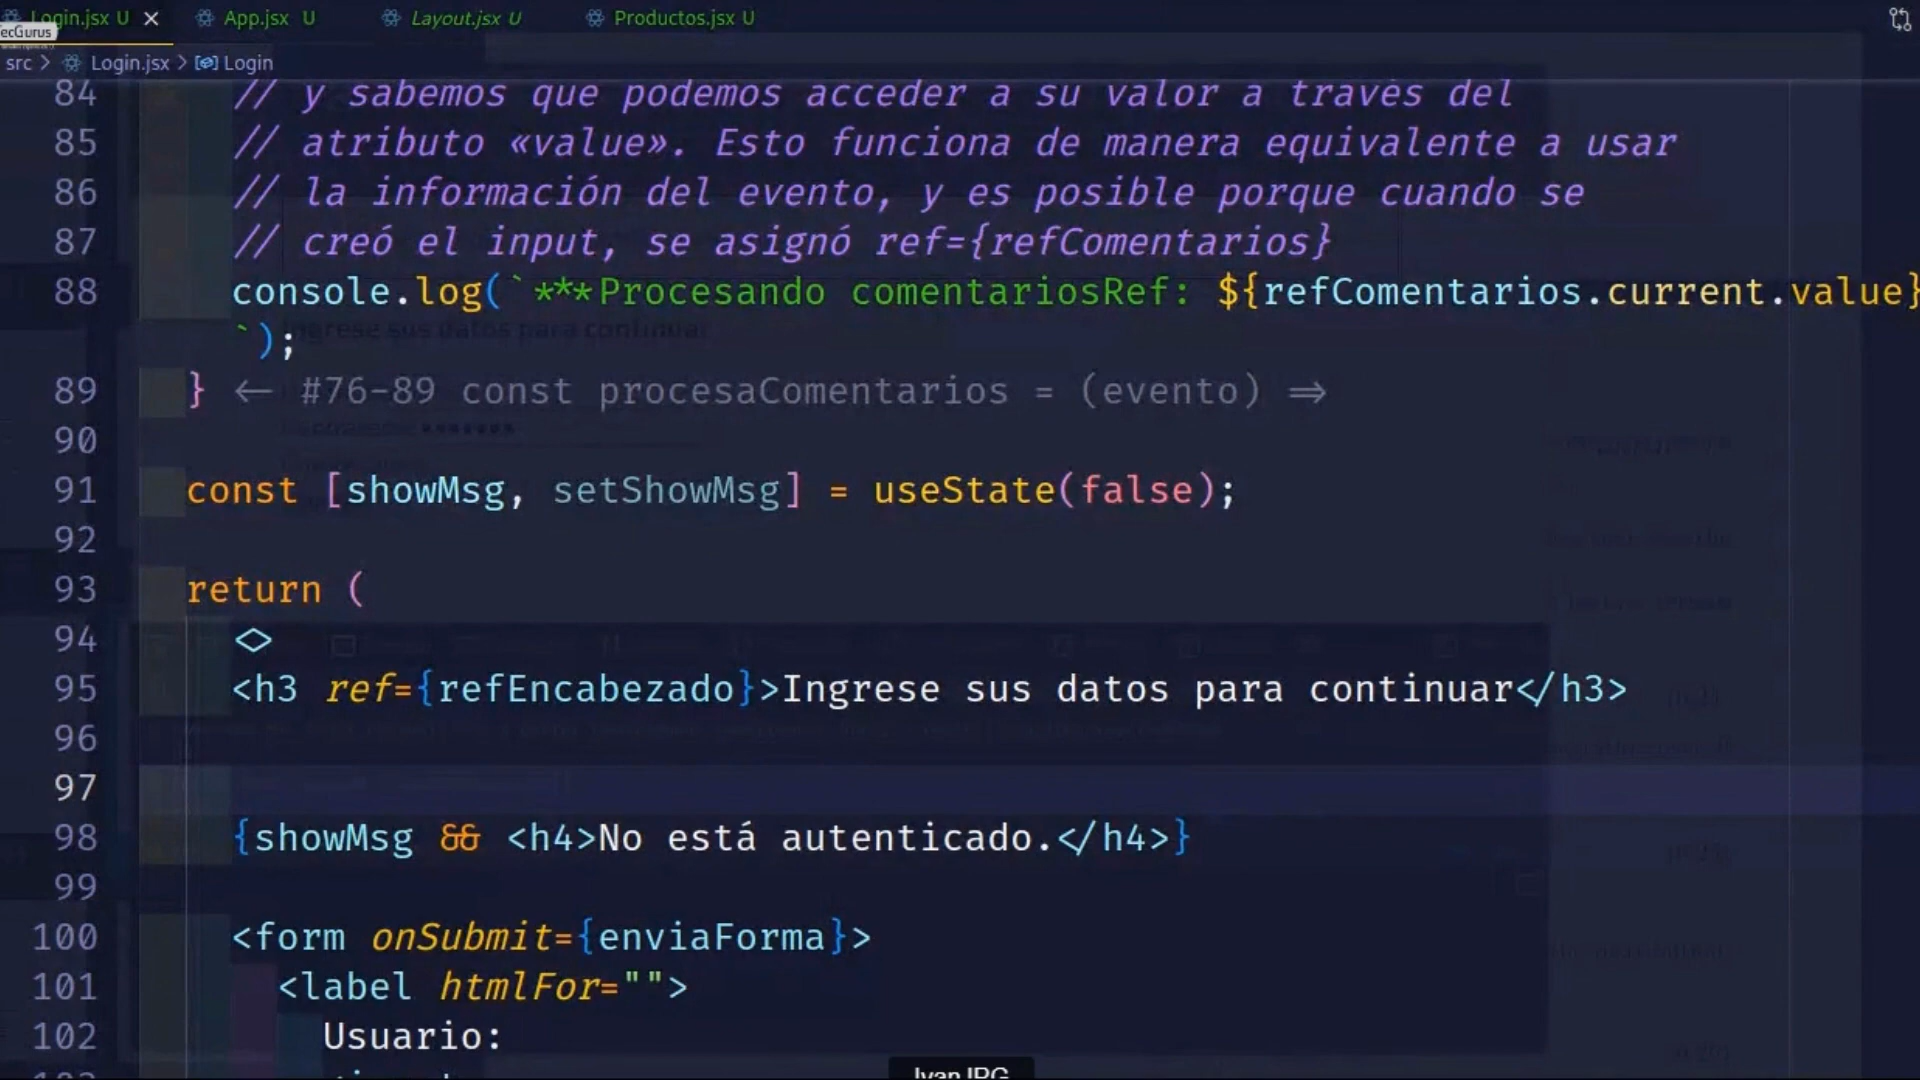 Login.jsx U
App.jsx U
Layout.jsx U
Productos.jsx U
ecGurus
src > Login.jsx > Login
84 // y sabemos que podemos acceder a su valor a través del
85 // atributo «value». Esto funciona de manera equivalente a usar
86 // la información del evento, y es posible porque cuando se
87 // creó el input, se asignó ref={refComentarios}
88 console.log(`***Procesando comentariosRef: ${refComentarios.current.value}
`);
89 } <- #76-89 const procesaComentarios = (evento) =>
90
91 const [showMsg, setShowMsg] = useState(false);
92
93 return (
94 <>
95 <h3 ref={refEncabezado}>Ingrese sus datos para continuar</h3>
96
97
98 {showMsg && <h4>No está autenticado.</h4>}
99
100 <form onSubmit={enviaForma}>
101 <label htmlFor="">
102 Usuario: